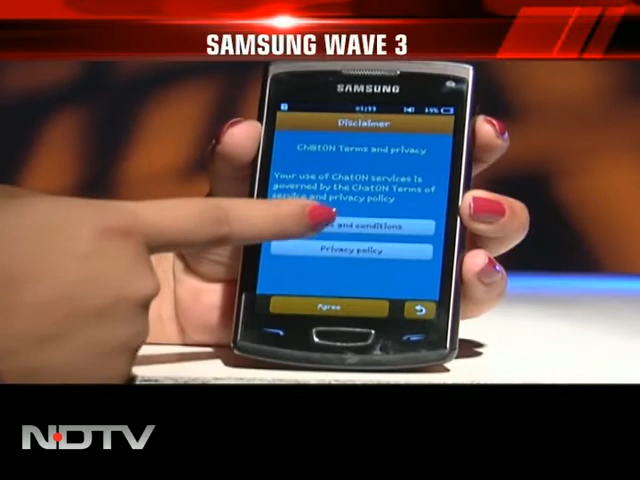 SAMSUNG WAVE 3
SAMSUNG
Disclaimer
ChatON Terms and privacy
Your use of ChatON services is
governed by the ChatON Terms of
service and privacy policy
and conditions
Privacy policy
Agree
NDTV